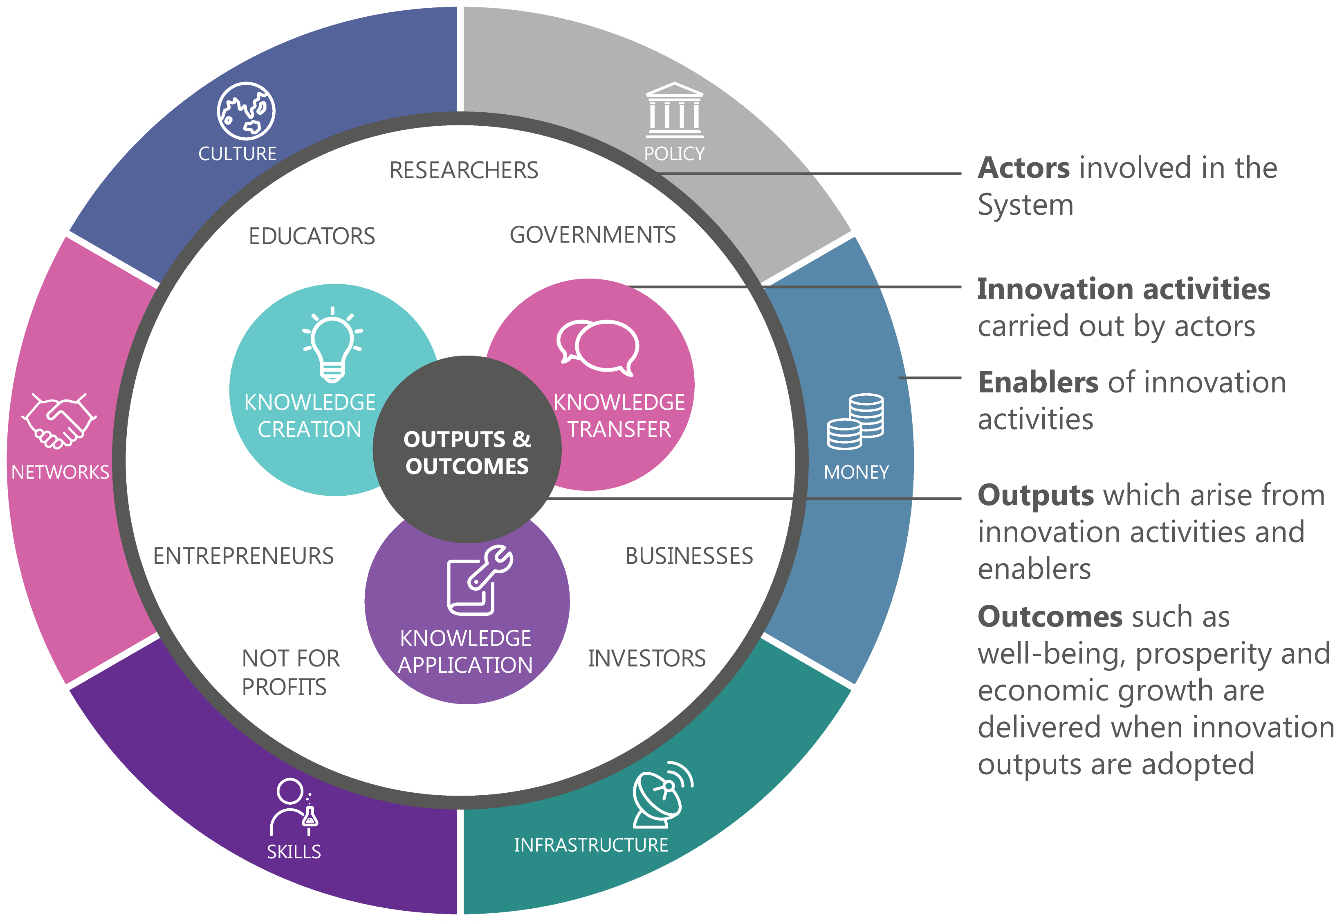 CULTURE
POLICY
RESEARCHERS
EDUCATORS
GOVERNMENTS
KNOWLEDGE
CREATION
KNOWLEDGE
TRANSFER
OUTPUTS &
OUTCOMES
NETWORKS
MONEY
ENTREPRENEURS
BUSINESSES
KNOWLEDGE
APPLICATION
NOT FOR
PROFITS
INVESTORS
SKILLS
INFRASTRUCTURE
Actors involved in the
System
Innovation activities
carried out by actors
Enablers of innovation
activities
Outputs which arise from
innovation activities and
enablers
Outcomes such as
well-being, prosperity and
economic growth are
delivered when innovation
outputs are adopted